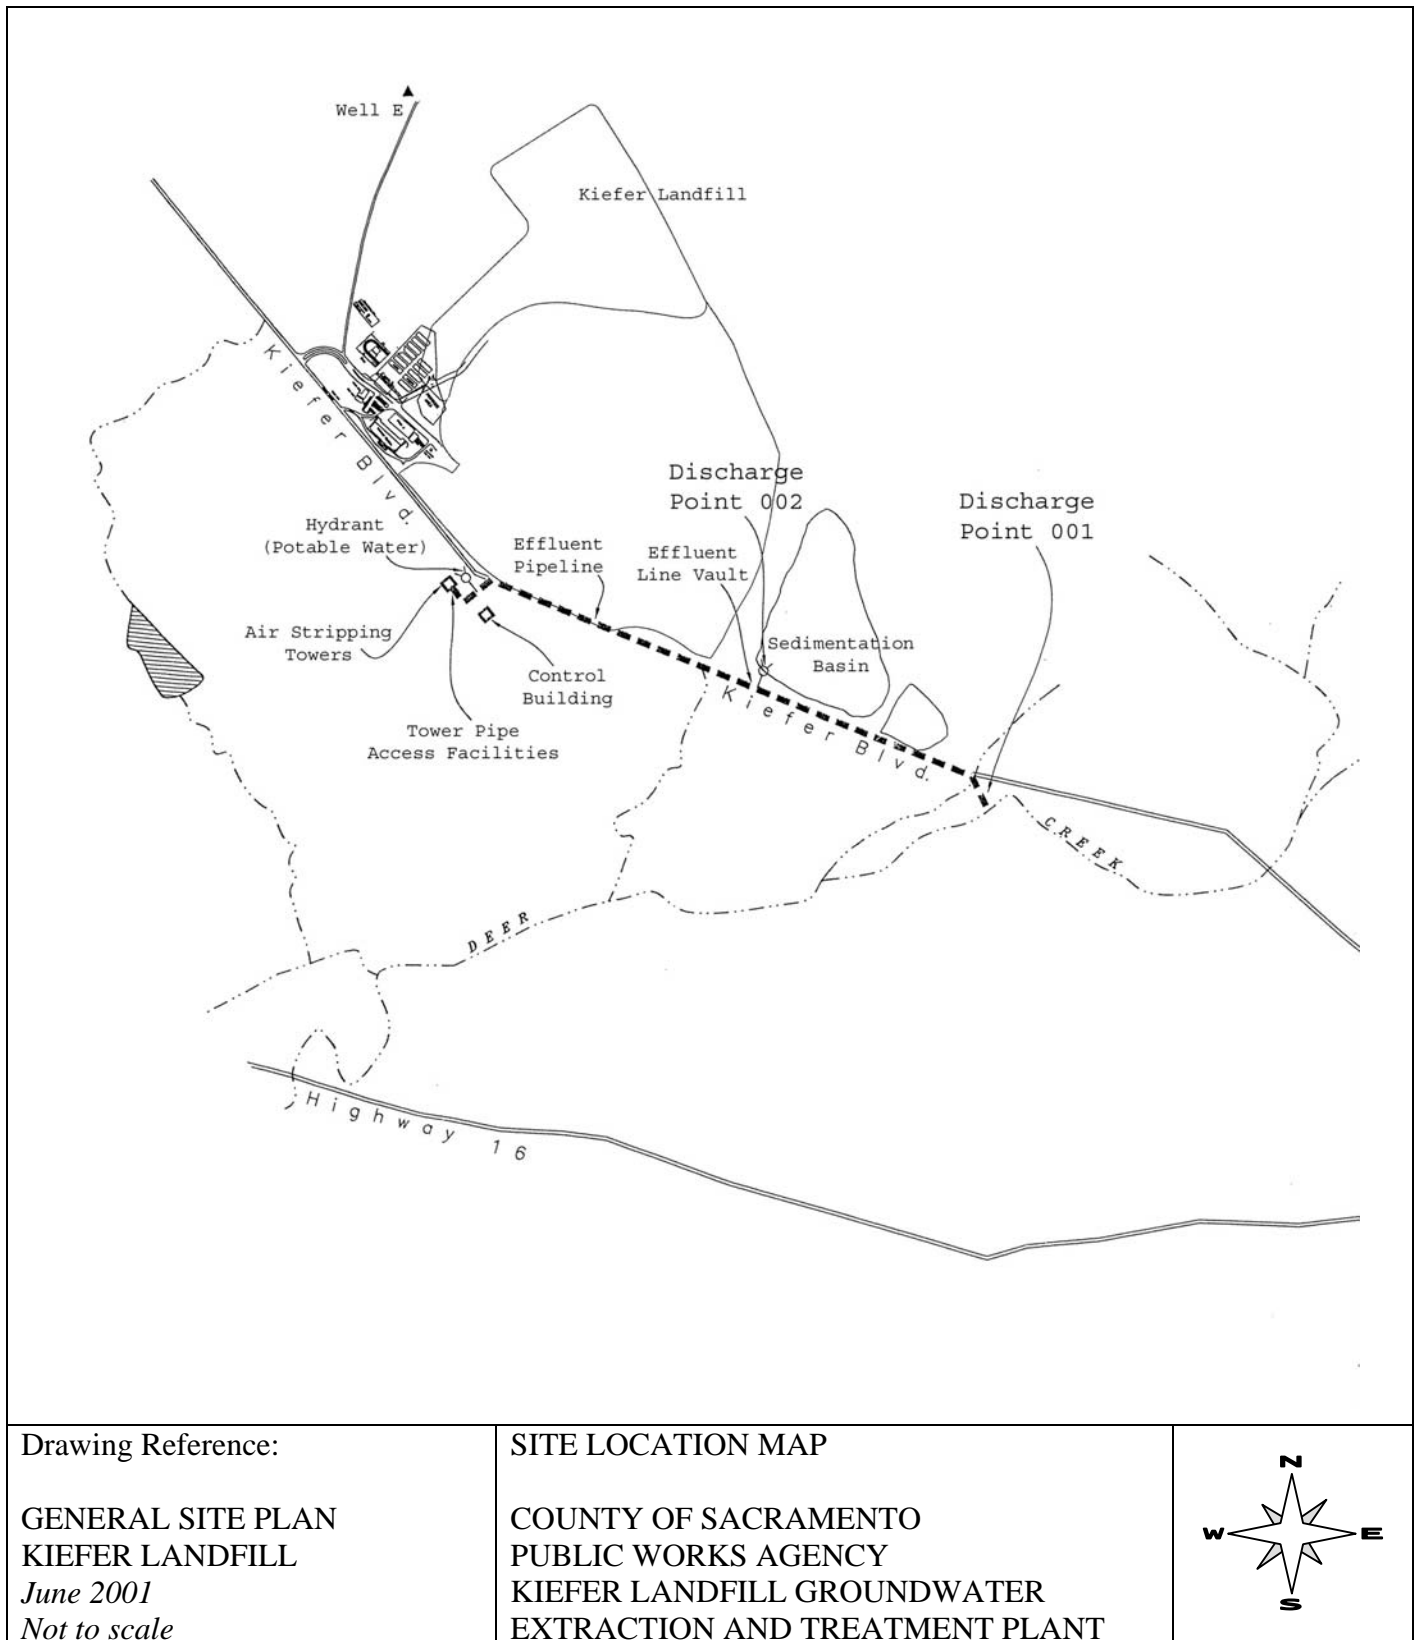 Well E
Kiefer Landfill
Kiefer Blvd.
Discharge
Point 002
Discharge
Point 001
Hydrant
(Potable Water)
Effluent
Pipeline
Effluent
Line Vault
Air Stripping
Towers
Sedimentation
Basin
Control
Building
Kiefer Blvd.
Tower Pipe
Access Facilities
CREEK
DEER
Highway 16
Drawing Reference:
GENERAL SITE PLAN
KIEFER LANDFILL
June 2001
Not to scale
SITE LOCATION MAP
COUNTY OF SACRAMENTO
PUBLIC WORKS AGENCY
KIEFER LANDFILL GROUNDWATER
EXTRACTION AND TREATMENT PLANT
N
W
E
S